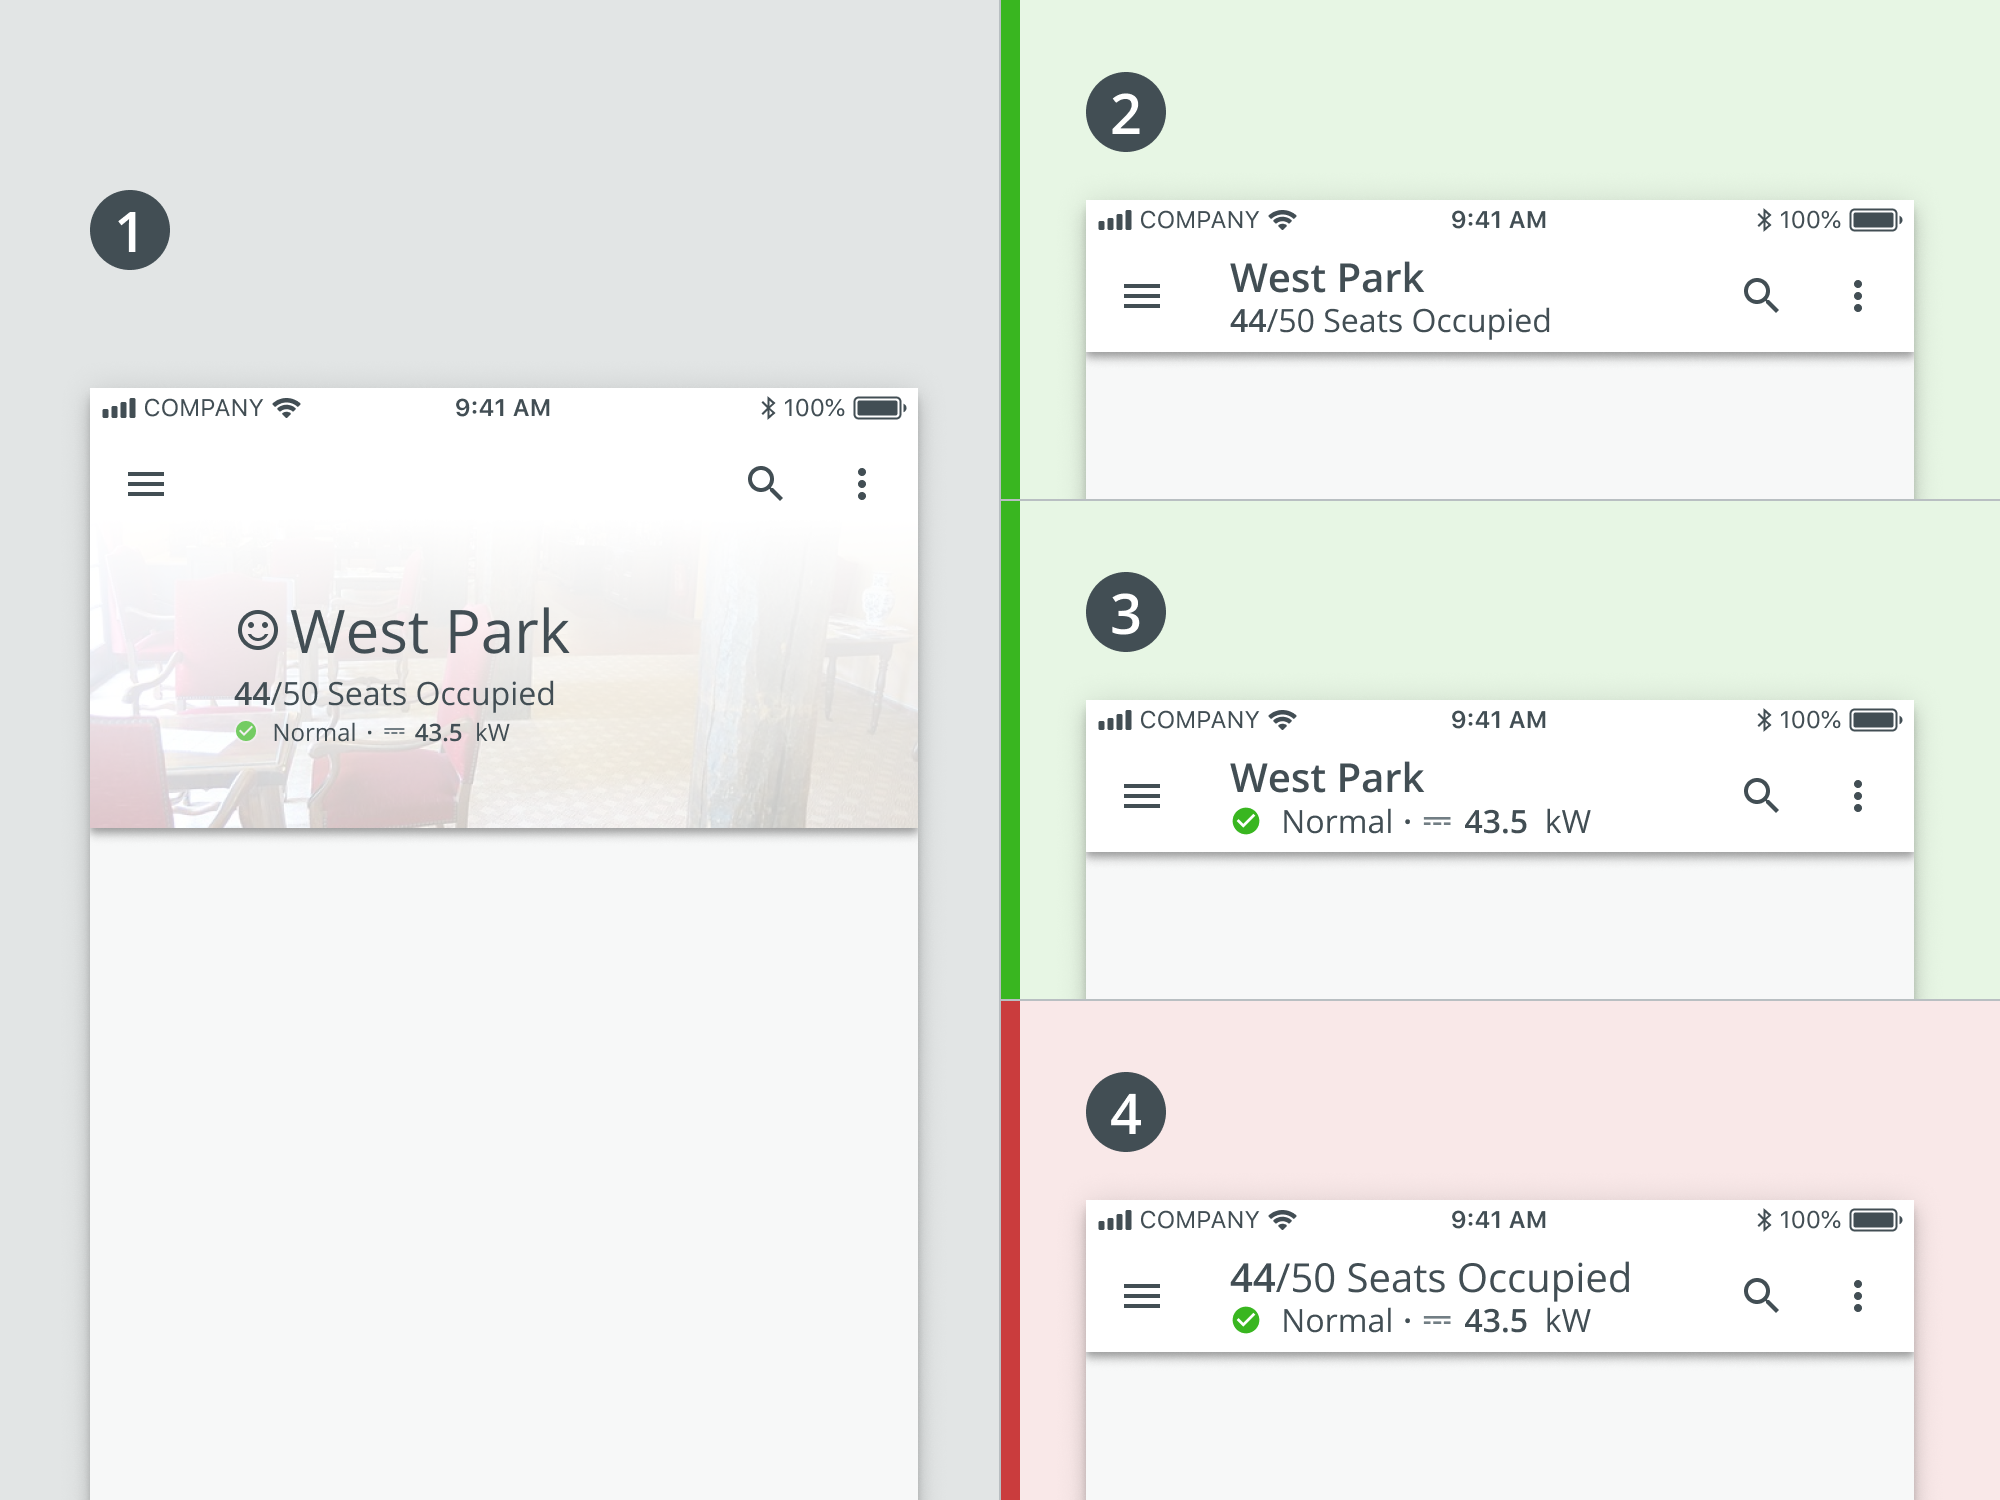 1
COMPANY 9:41 AM 100%
West Park
44/50 Seats Occupied
Normal · 43.5 kW
2
COMPANY 9:41 AM 100%
West Park
44/50 Seats Occupied
3
COMPANY 9:41 AM 100%
West Park
Normal · 43.5 kW
4
COMPANY 9:41 AM 100%
44/50 Seats Occupied
Normal · 43.5 kW